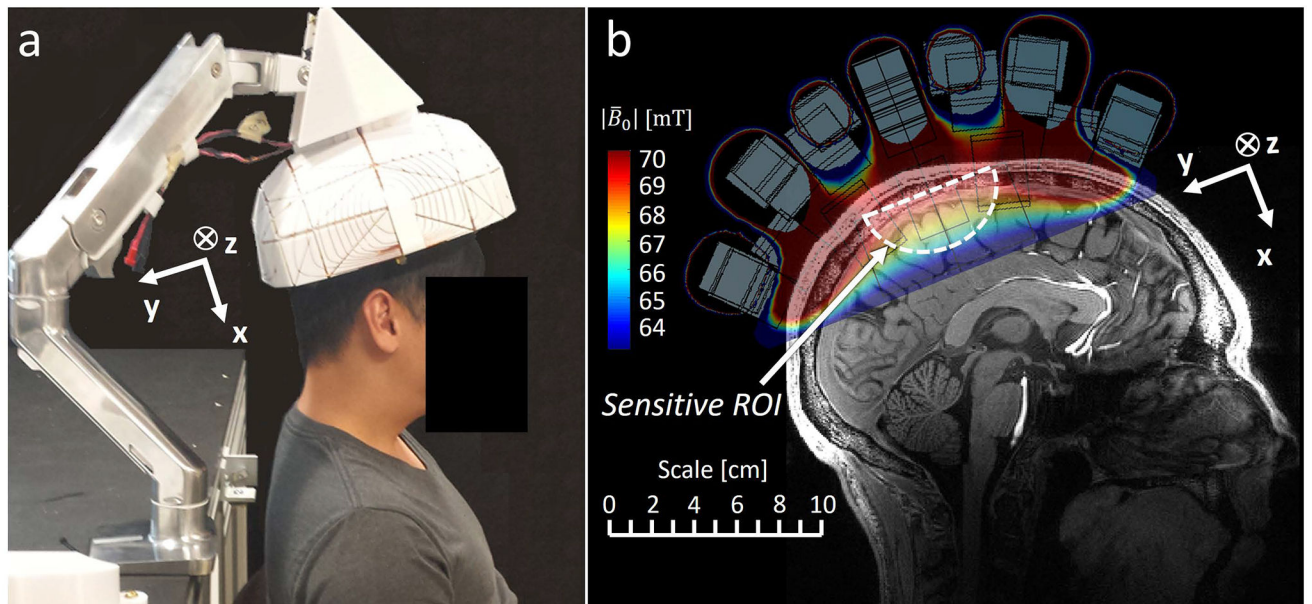 a
z
y
x
b
|B̅₀| [mT]
70
69
68
67
66
65
64
y
z
x
Sensitive ROI
Scale [cm]
0 2 4 6 8 10